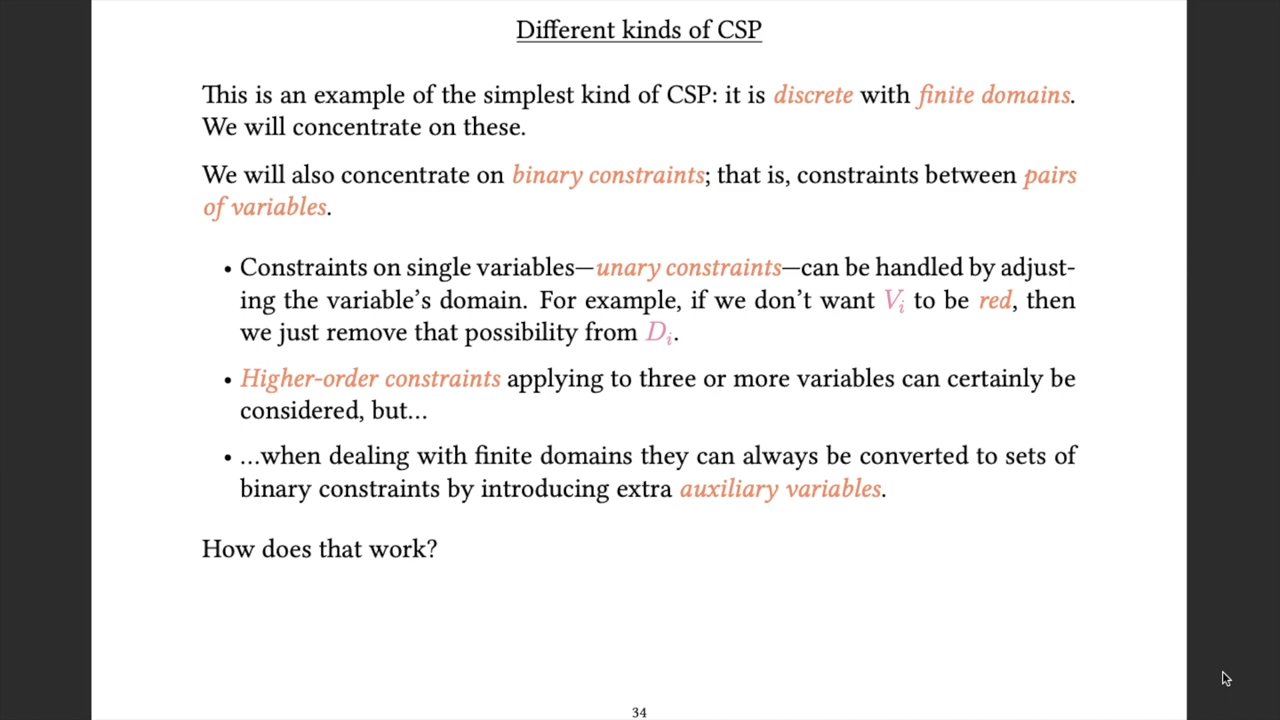 Different kinds of CSP
This is an example of the simplest kind of CSP: it is discrete with finite domains.
We will concentrate on these.
We will also concentrate on binary constraints; that is, constraints between pairs
of variables.
• Constraints on single variables—unary constraints—can be handled by adjust-
ing the variable’s domain. For example, if we don’t want Vᵢ to be red, then
we just remove that possibility from Dᵢ.
• Higher-order constraints applying to three or more variables can certainly be
considered, but…
• …when dealing with finite domains they can always be converted to sets of
binary constraints by introducing extra auxiliary variables.
How does that work?
34